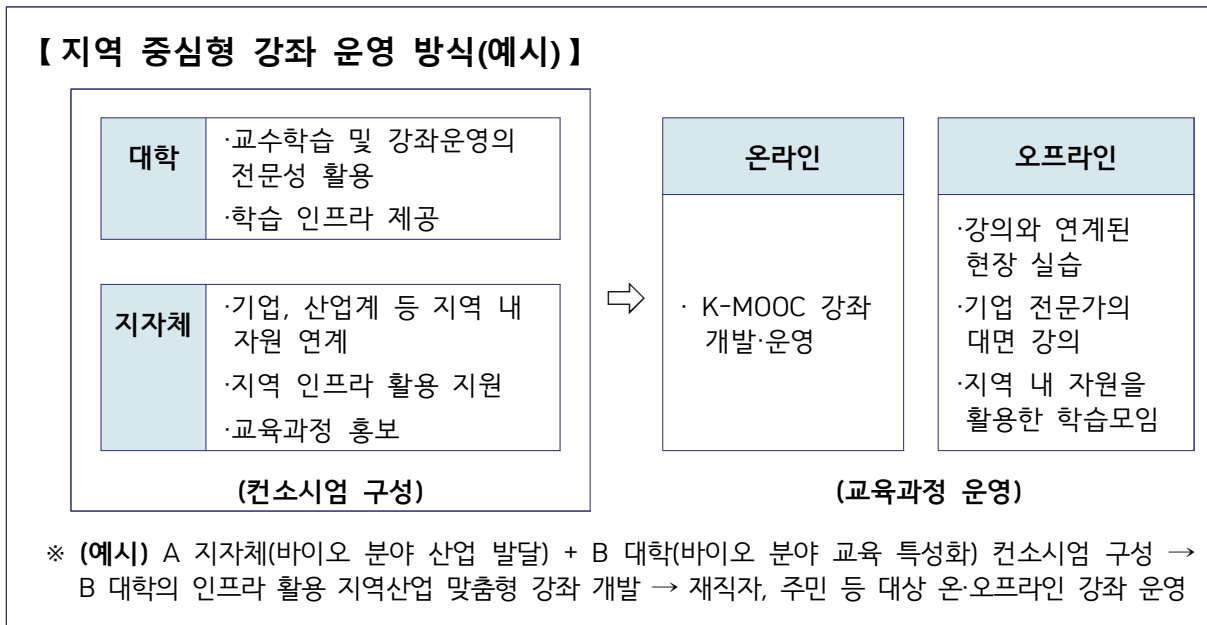 【 지역 중심형 강좌 운영 방식(예시) 】
대학
·교수학습 및 강좌운영의
전문성 활용
·학습 인프라 제공
지자체
·기업, 산업계 등 지역 내
자원 연계
·지역 인프라 활용 지원
·교육과정 홍보
(컨소시엄 구성)
⇨
온라인
· K-MOOC 강좌
개발·운영
오프라인
·강의와 연계된
현장 실습
·기업 전문가의
대면 강의
·지역 내 자원을
활용한 학습모임
(교육과정 운영)
※ (예시) A 지자체(바이오 분야 산업 발달) + B 대학(바이오 분야 교육 특성화) 컨소시엄 구성 →
B 대학의 인프라 활용 지역산업 맞춤형 강좌 개발 → 재직자, 주민 등 대상 온·오프라인 강좌 운영